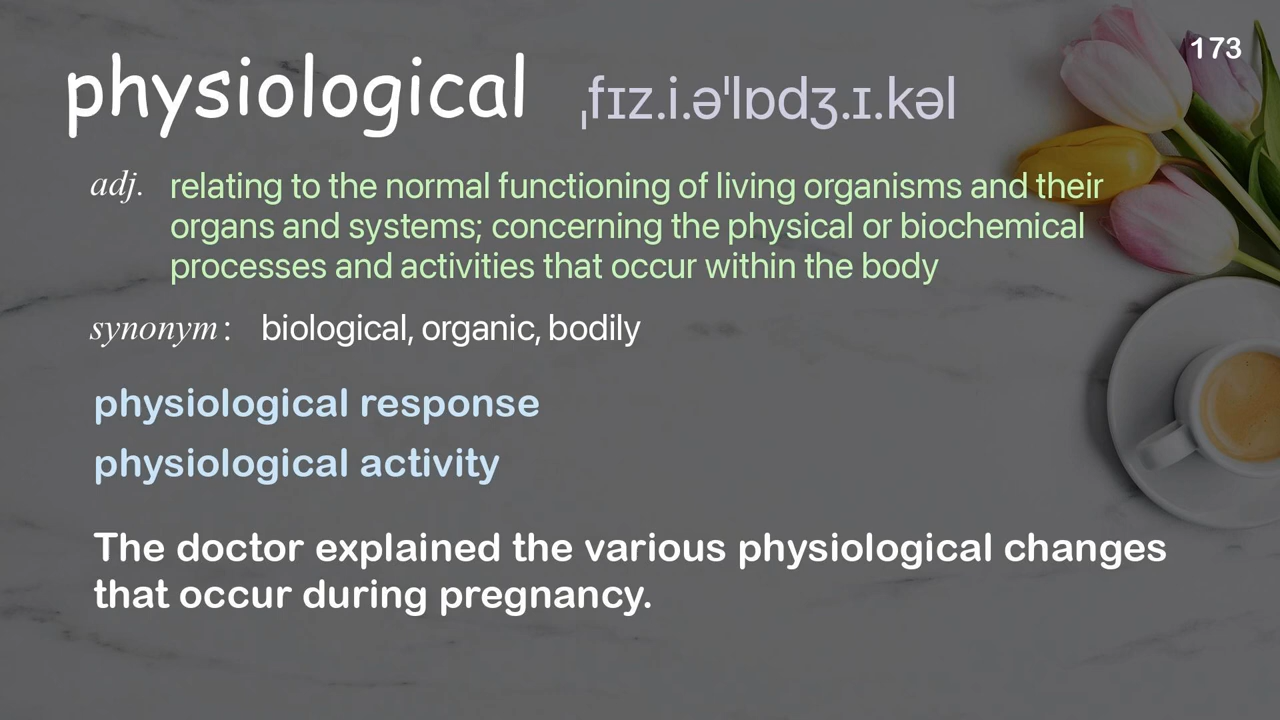 173
physiological ˌfɪz.i.əˈlɒdʒ.ɪ.kəl
adj. relating to the normal functioning of living organisms and their
organs and systems; concerning the physical or biochemical
processes and activities that occur within the body
synonym: biological, organic, bodily
physiological response
physiological activity
The doctor explained the various physiological changes
that occur during pregnancy.